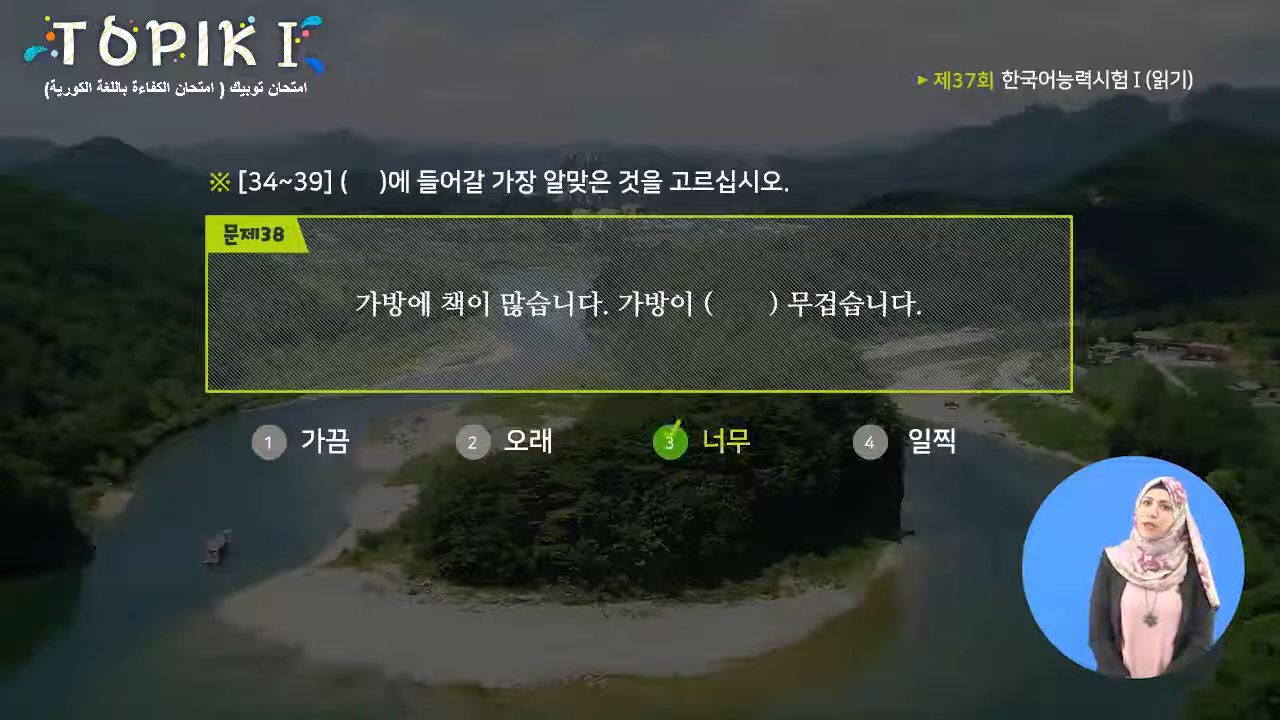 TOPIK I
امتحان توبيك ( امتحان الكفاءة باللغة الكورية)
▶ 제37회 한국어능력시험 I (읽기)
※ [34~39] ( )에 들어갈 가장 알맞은 것을 고르십시오.
문제38
가방에 책이 많습니다. 가방이 ( ) 무겁습니다.
1 가끔 2 오래 3 너무 4 일찍